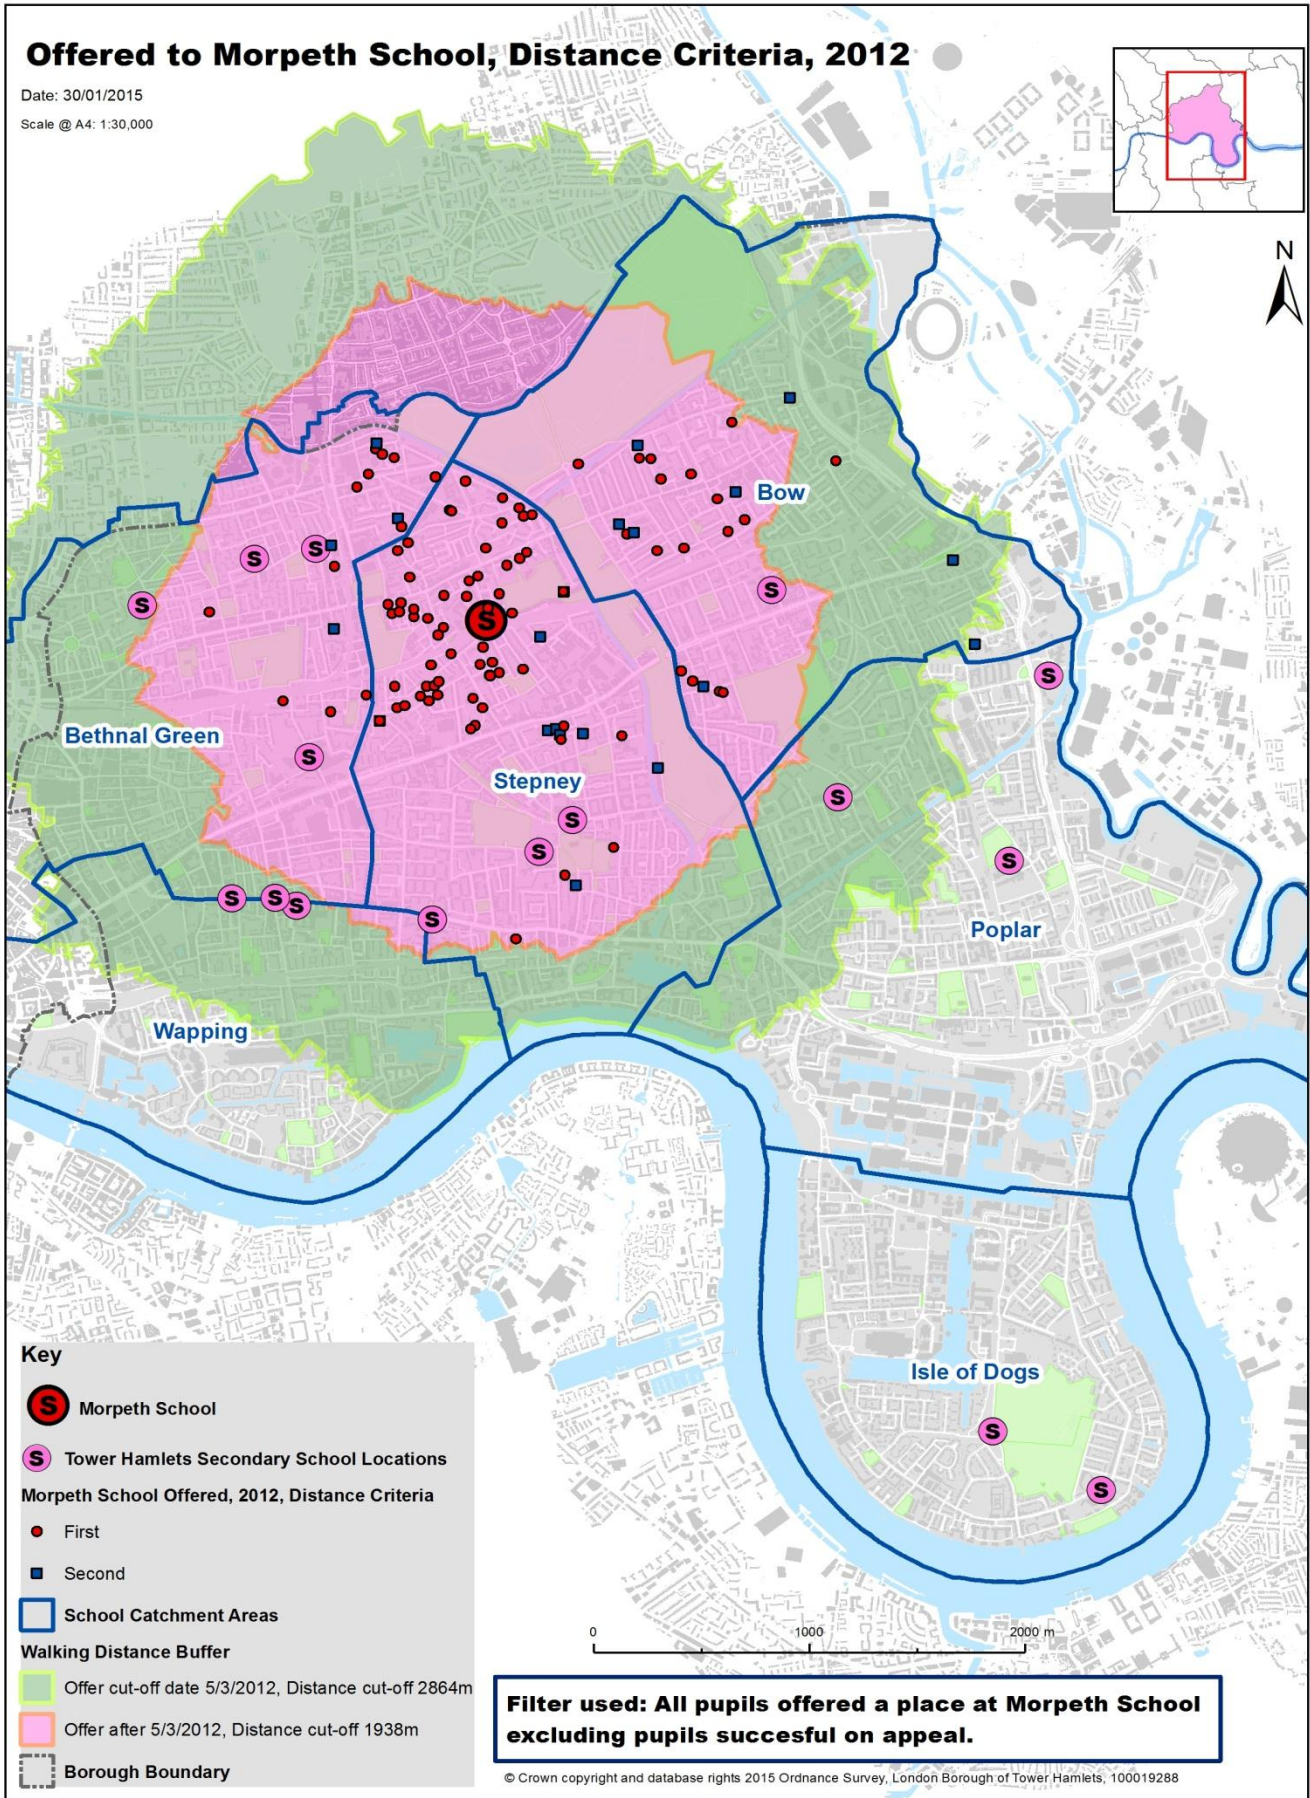 Offered to Morpeth School, Distance Criteria, 2012
Date: 30/01/2015
Scale @ A4: 1:30,000
N
Bow
S
S
S
S
S
Bethnal Green
S
S
Stepney
S
S
S
S
S
S
S
S
S
Poplar
Wapping
Isle of Dogs
S
S
Key
S Morpeth School
S Tower Hamlets Secondary School Locations
Morpeth School Offered, 2012, Distance Criteria
First
Second
School Catchment Areas
Walking Distance Buffer
Offer cut-off date 5/3/2012, Distance cut-off 2864m
Offer after 5/3/2012, Distance cut-off 1938m
Borough Boundary
0 1000 2000 m
Filter used: All pupils offered a place at Morpeth School
excluding pupils succesful on appeal.
© Crown copyright and database rights 2015 Ordnance Survey, London Borough of Tower Hamlets, 100019288